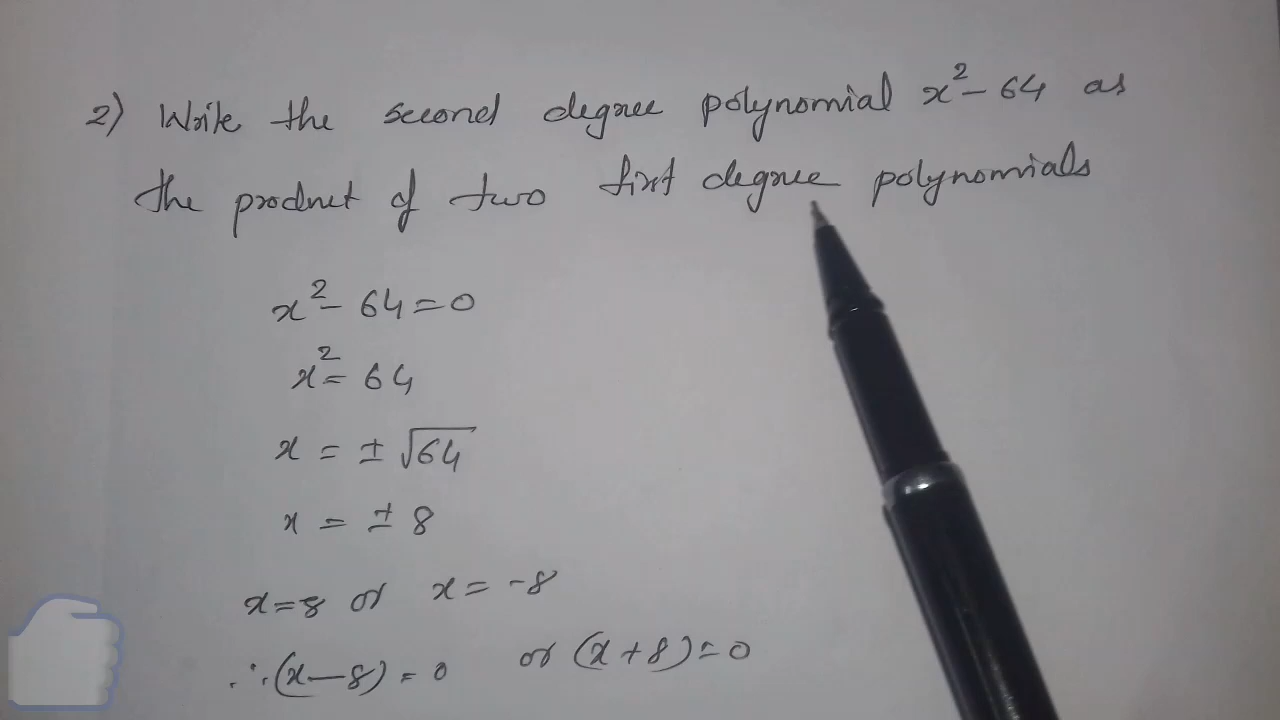 2) Write the second degree polynomial x² - 64 as
the product of two first degree polynomials
x² - 64 = 0
x² = 64
x = ± √64
x = ± 8
x = 8 or x = -8
∴ (x - 8) = 0 or (x + 8) = 0